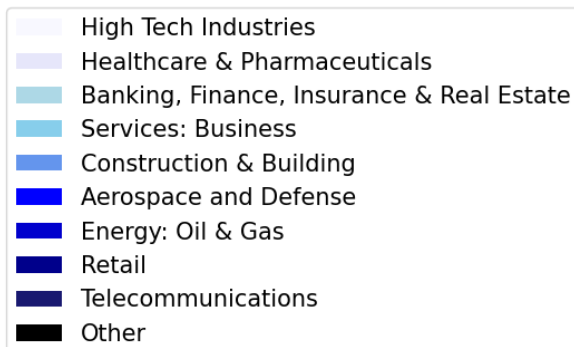 High Tech Industries
Healthcare & Pharmaceuticals
Banking, Finance, Insurance & Real Estate
Services: Business
Construction & Building
Aerospace and Defense
Energy: Oil & Gas
Retail
Telecommunications
Other